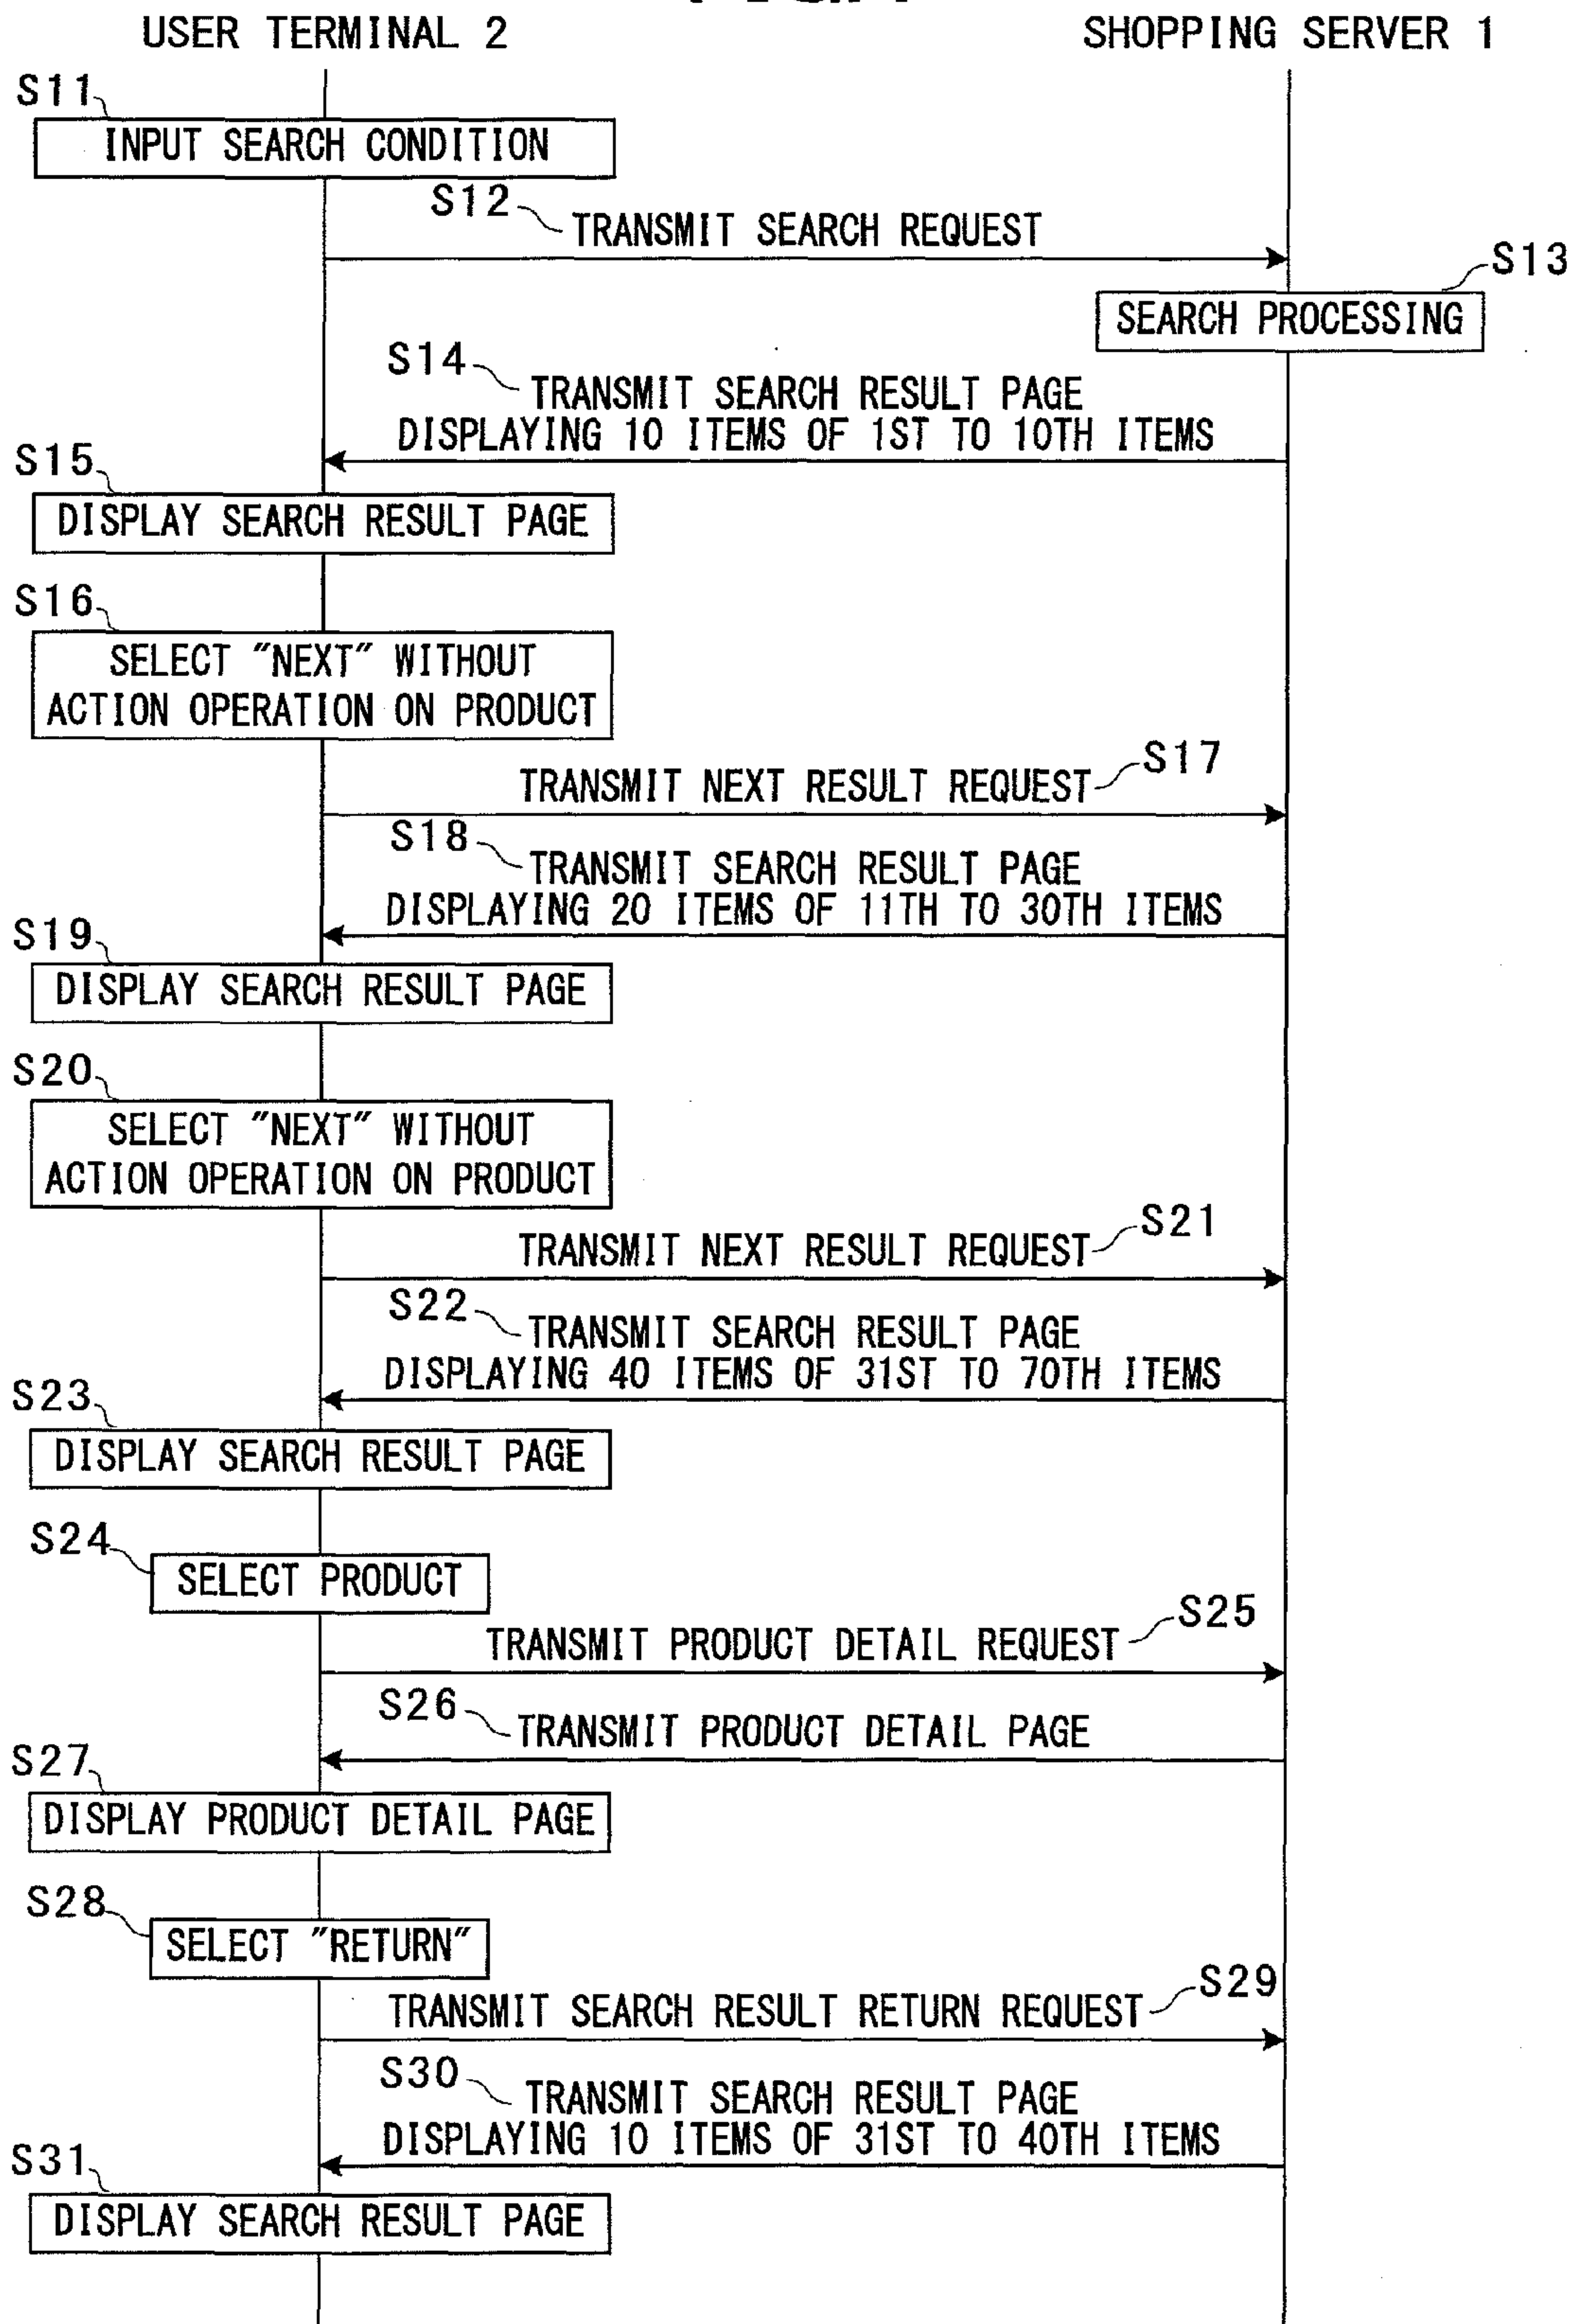 USER TERMINAL 2
SHOPPING SERVER 1
S11
INPUT SEARCH CONDITION
S12
TRANSMIT SEARCH REQUEST
S13
SEARCH PROCESSING
S14
TRANSMIT SEARCH RESULT PAGE
DISPLAYING 10 ITEMS OF 1ST TO 10TH ITEMS
S15
DISPLAY SEARCH RESULT PAGE
S16
SELECT "NEXT" WITHOUT
ACTION OPERATION ON PRODUCT
S17
TRANSMIT NEXT RESULT REQUEST
S18
TRANSMIT SEARCH RESULT PAGE
DISPLAYING 20 ITEMS OF 11TH TO 30TH ITEMS
S19
DISPLAY SEARCH RESULT PAGE
S20
SELECT "NEXT" WITHOUT
ACTION OPERATION ON PRODUCT
S21
TRANSMIT NEXT RESULT REQUEST
S22
TRANSMIT SEARCH RESULT PAGE
DISPLAYING 40 ITEMS OF 31ST TO 70TH ITEMS
S23
DISPLAY SEARCH RESULT PAGE
S24
SELECT PRODUCT
S25
TRANSMIT PRODUCT DETAIL REQUEST
S26
TRANSMIT PRODUCT DETAIL PAGE
S27
DISPLAY PRODUCT DETAIL PAGE
S28
SELECT "RETURN"
S29
TRANSMIT SEARCH RESULT RETURN REQUEST
S30
TRANSMIT SEARCH RESULT PAGE
DISPLAYING 10 ITEMS OF 31ST TO 40TH ITEMS
S31
DISPLAY SEARCH RESULT PAGE